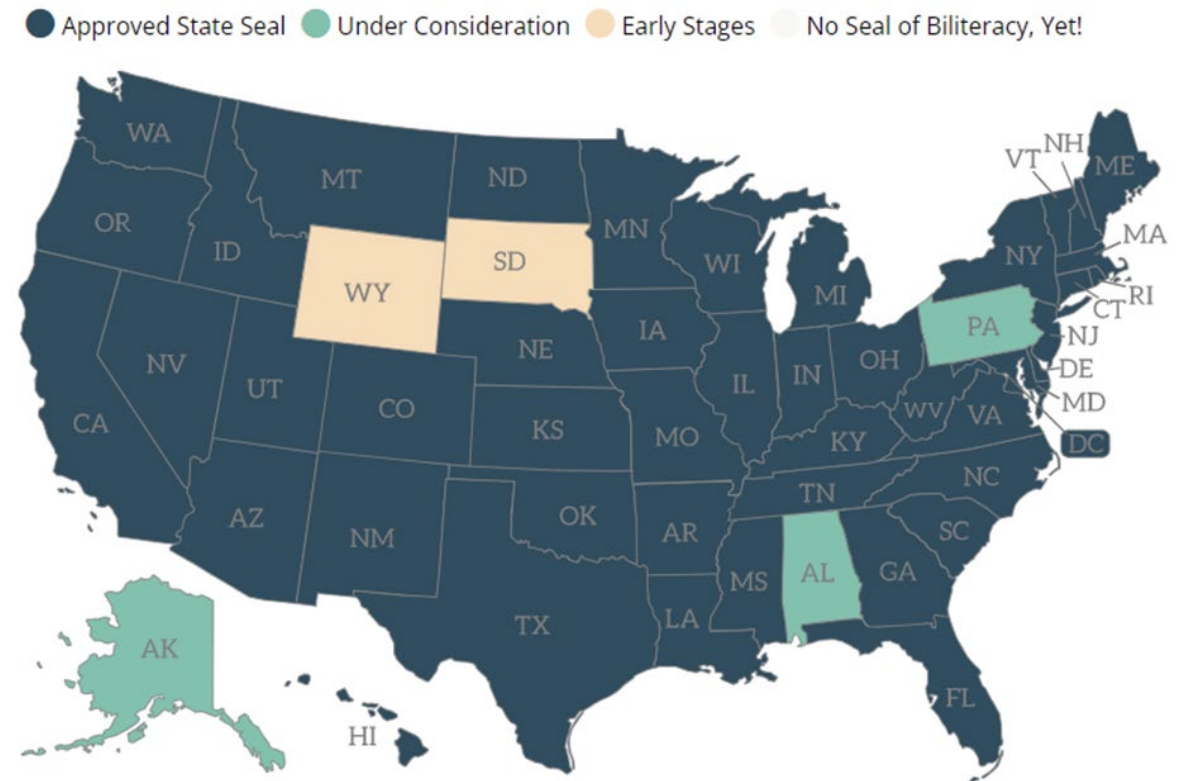 Approved State Seal Under Consideration Early Stages No Seal of Biliteracy, Yet!
WA
MT
ND
MN
VT
NH
ME
OR
ID
WY
SD
WI
MI
NY
MA
RI
CT
NV
UT
CO
NE
IA
IL
IN
OH
PA
NJ
DE
MD
DC
CA
KS
MO
KY
WV
VA
AZ
NM
OK
AR
TN
NC
SC
MS
AL
GA
TX
LA
FL
AK
HI